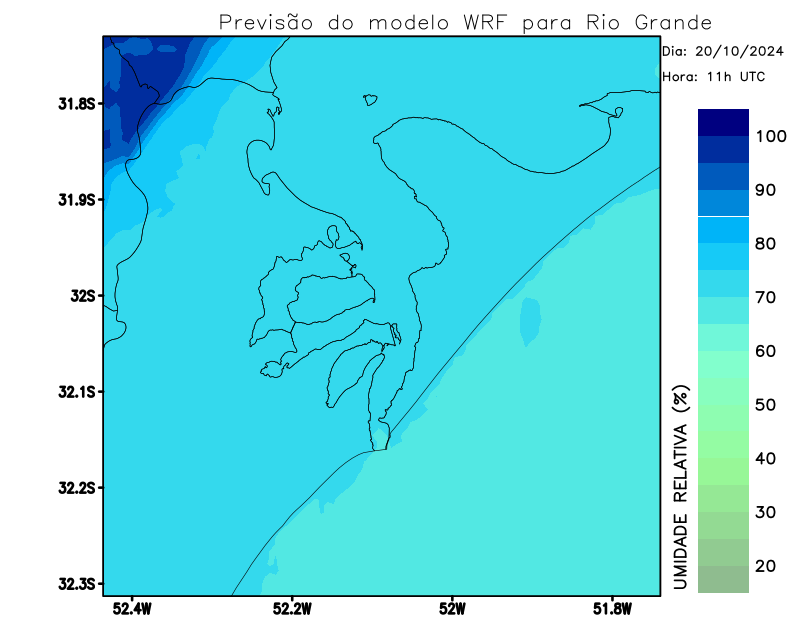 Previsão do modelo WRF para Rio Grande
Dia: 20/10/2024
Hora: 11h UTC
31.8S
31.9S
32S
32.1S
32.2S
32.3S
52.4W
52.2W
52W
51.8W
UMIDADE RELATIVA (%)
100
90
80
70
60
50
40
30
20